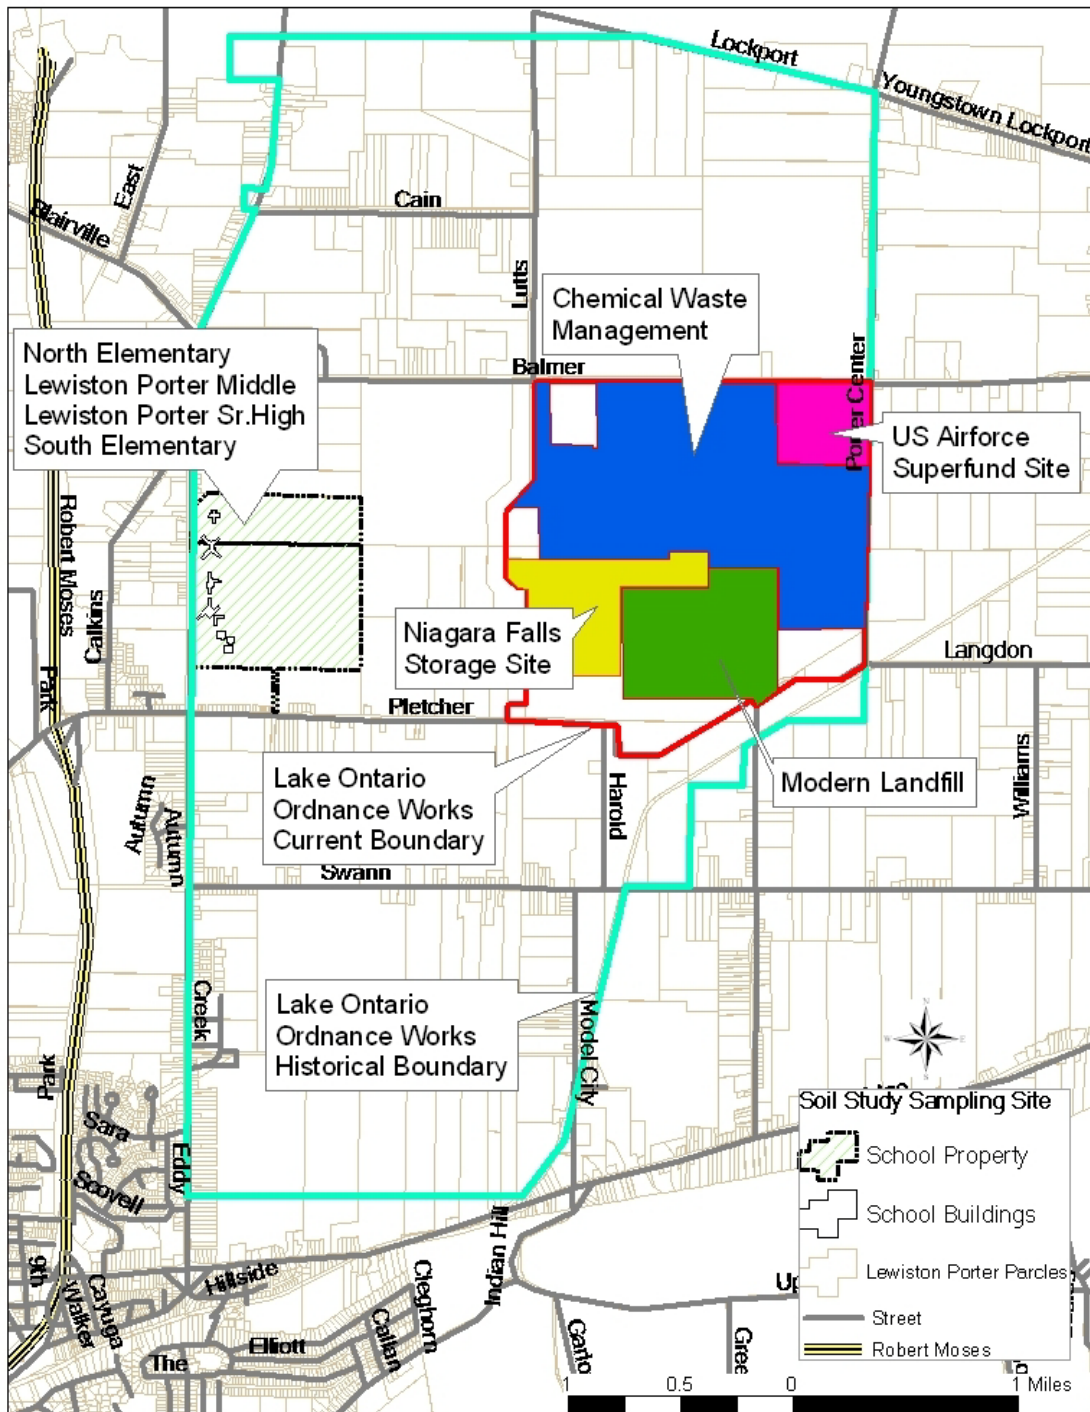 Lockport
Youngstown Lockport
East
Blairville
Cain
Lutts
Chemical Waste
Management
North Elementary
Lewiston Porter Middle
Lewiston Porter Sr.High
South Elementary
Balmer
Porter Center
US Airforce
Superfund Site
Robert Moses
Callins
Niagara Falls
Storage Site
Langdon
Park
Pletcher
Lake Ontario
Ordnance Works
Current Boundary
Harold
Modern Landfill
Williams
Autumn
Autumn
Swann
Creek
Lake Ontario
Ordnance Works
Historical Boundary
Model City
N
W
E
S
Park
Sara
Eddy
Scovell
Soil Study Sampling Site
School Property
School Buildings
Lewiston Porter Parcles
Street
Robert Moses
Indian Hill
9th
Walker
Cayuga
Hillside
Cleghorn
Callan
Elliott
The
Garlo
Gree
Up
1
0.5
0
1 Miles